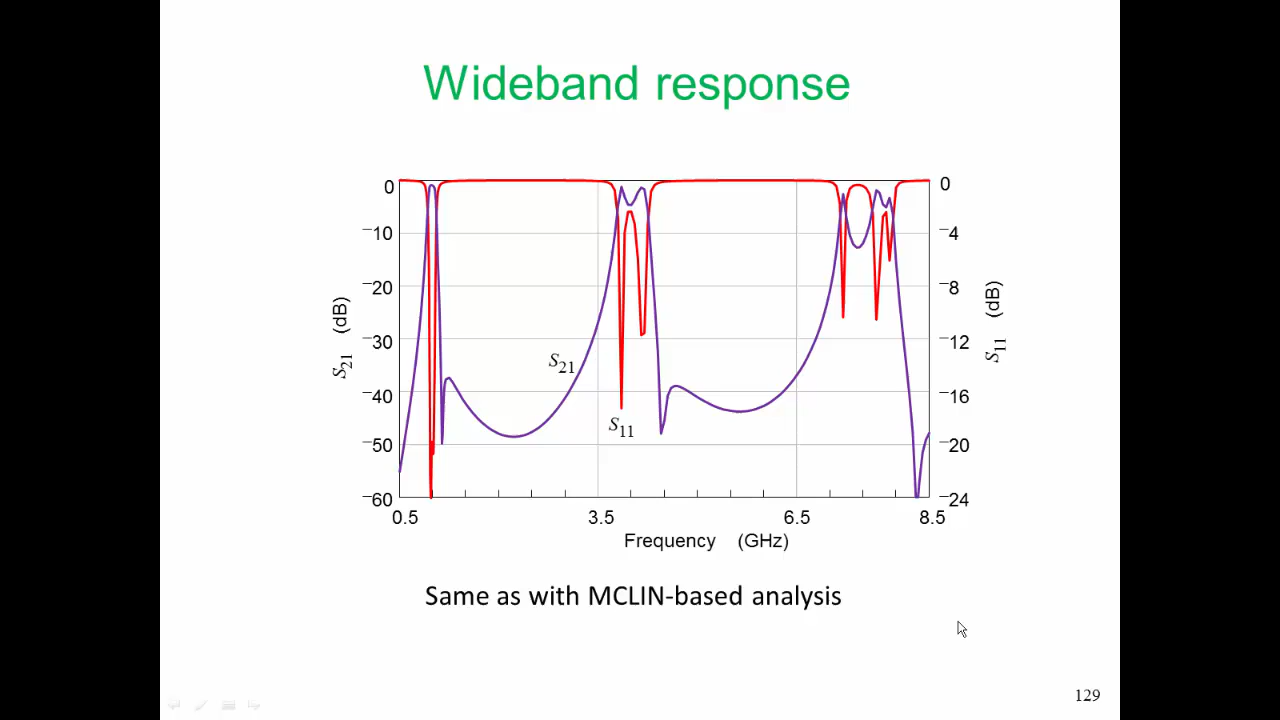 Wideband response
0
−10
−20
−30
−40
−50
−60
S21 (dB)
S21
S11
0
−4
−8
−12
−16
−20
−24
S11 (dB)
0.5 3.5 6.5 8.5
Frequency (GHz)
Same as with MCLIN-based analysis
129